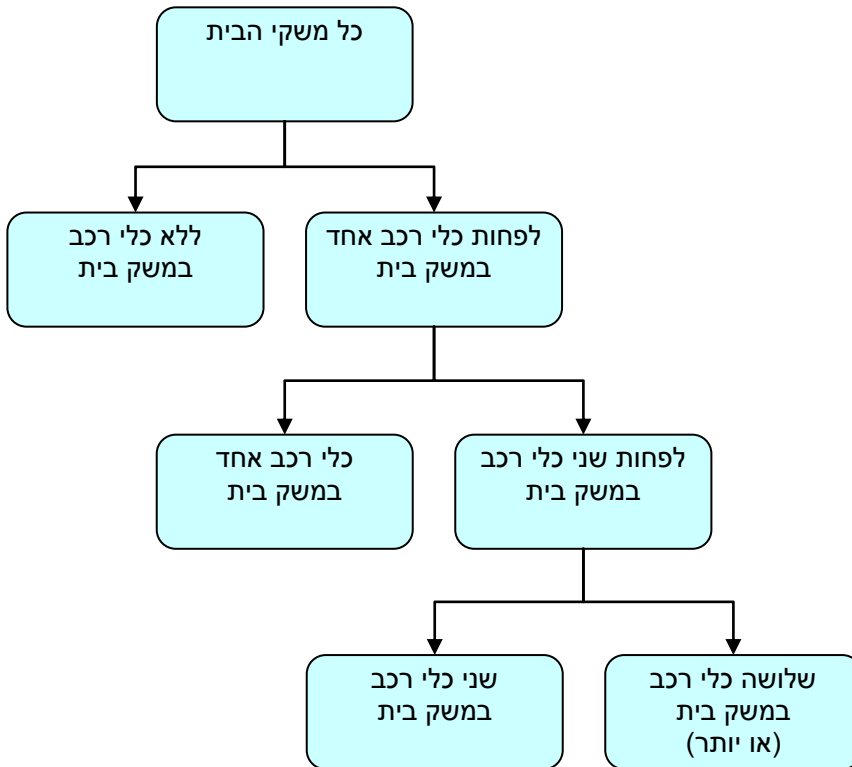 כל משקי הבית
לפחות כלי רכב אחד
במשק בית
ללא כלי רכב
במשק בית
לפחות שני כלי רכב
במשק בית
כלי רכב אחד
במשק בית
שלושה כלי רכב
במשק בית
(או יותר)
שני כלי רכב
במשק בית